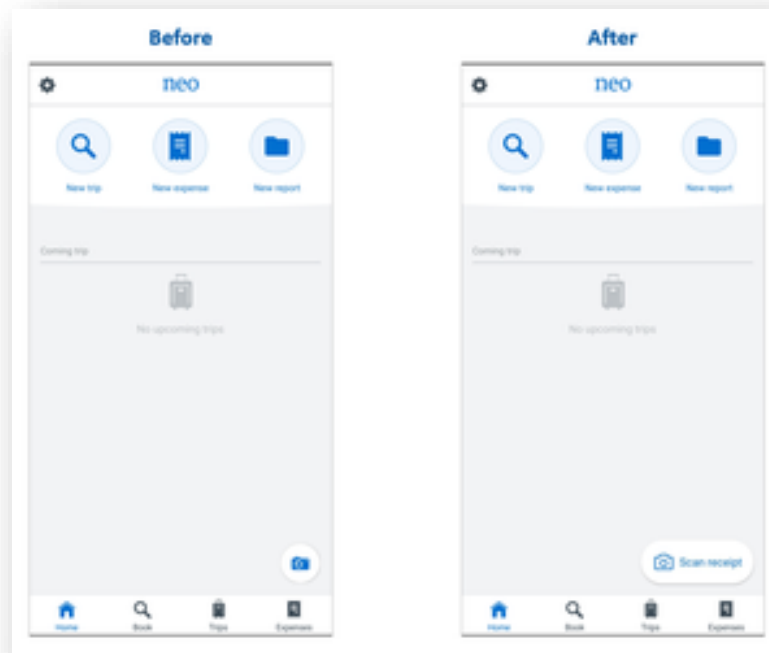 Before
neo
New trip New expense New report
Coming trip
No upcoming trips
Home Book Trips Expenses
After
neo
New trip New expense New report
Coming trip
No upcoming trips
Scan receipt
Home Book Trips Expenses